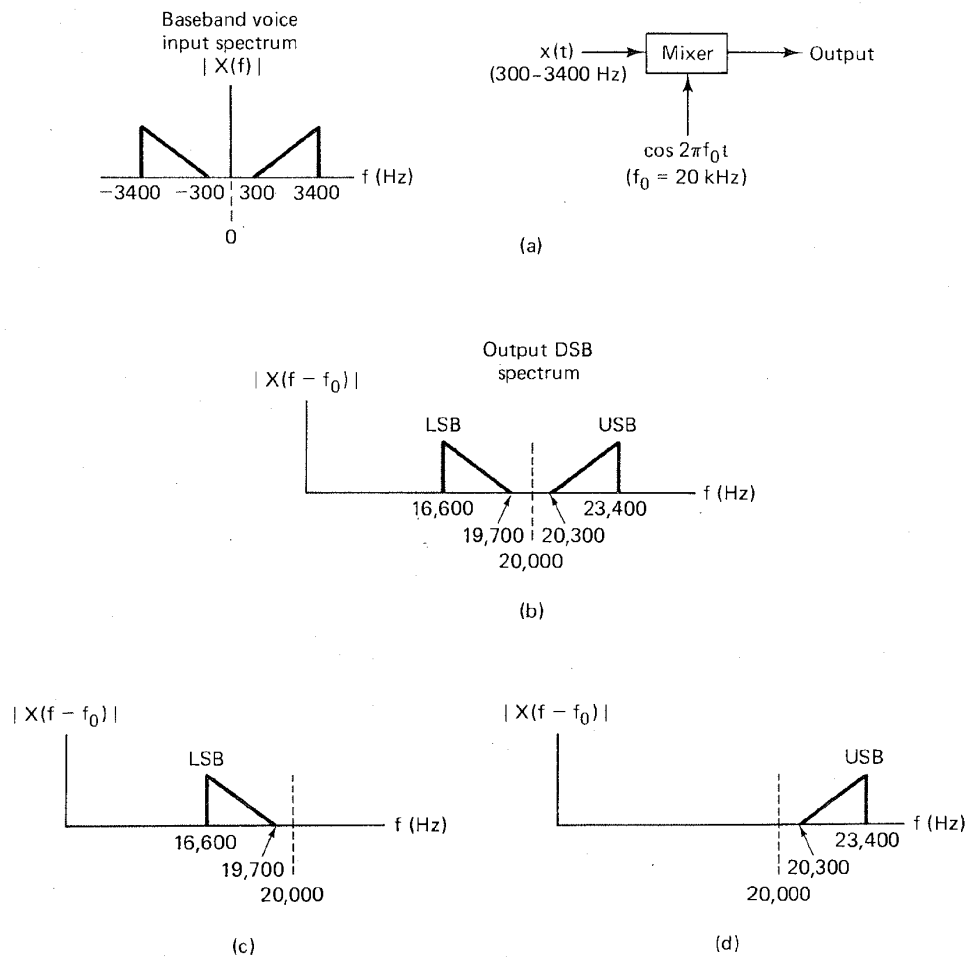 Baseband voice
input spectrum
| X(f) |
f (Hz)
−3400 −300 300 3400
0
x(t)
(300–3400 Hz)
Mixer
Output
cos 2πf₀t
(f₀ = 20 kHz)
(a)
Output DSB
spectrum
| X(f − f₀) |
LSB
USB
f (Hz)
16,600
23,400
19,700
20,300
20,000
(b)
| X(f − f₀) |
LSB
f (Hz)
16,600
19,700
20,000
(c)
| X(f − f₀) |
USB
f (Hz)
23,400
20,300
20,000
(d)